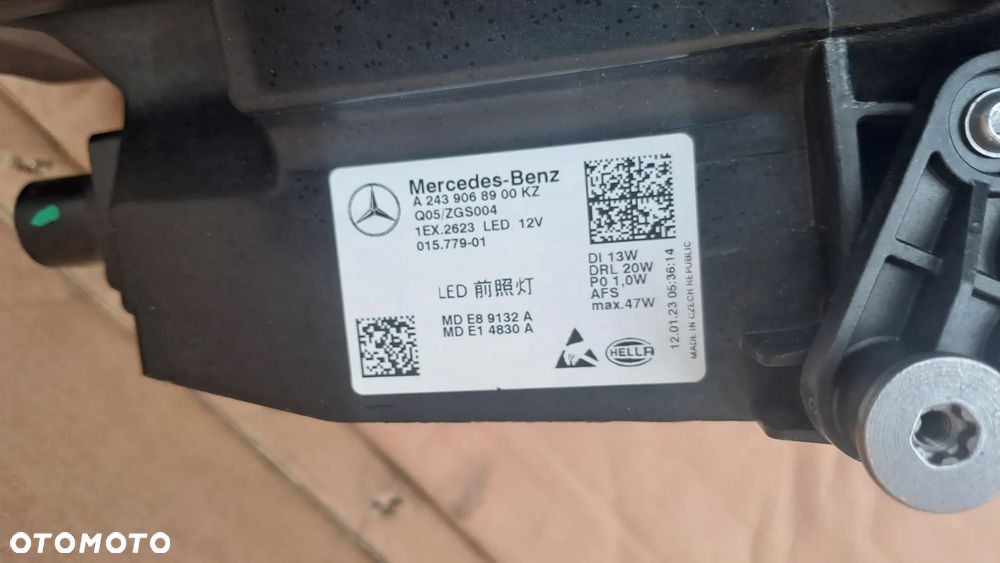 Mercedes-Benz
A 243 906 89 00 KZ
Q05/ZGS004
1EX.2623 LED 12V
015.779-01
LED 前照灯
MD E8 9132 A
MD E1 4830 A
DI 13W
DRL 20W
PO 1,0W
AFS
max.47W
HELLA
12.01.23 05:36:14
MADE IN CZECH REPUBLIC
OTOMOTO